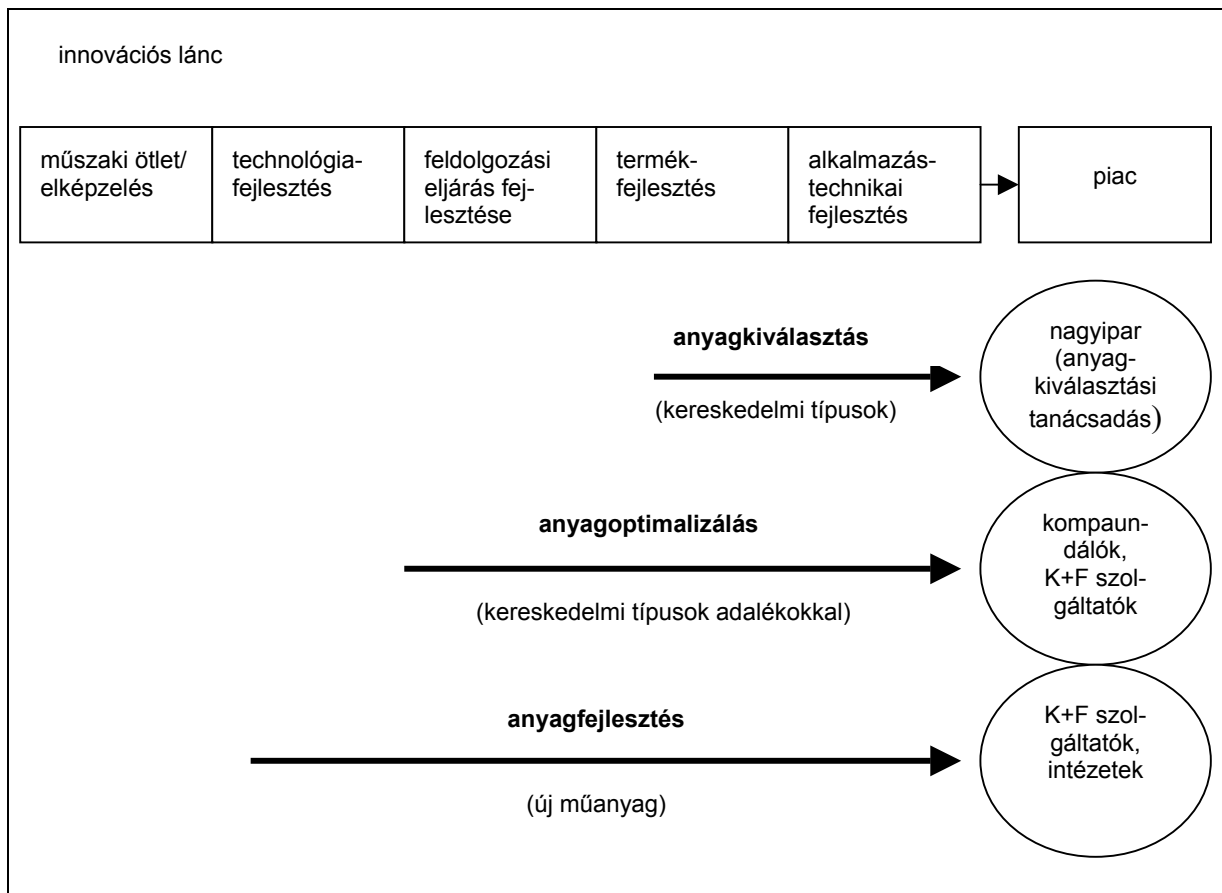 innovációs lánc
műszaki ötlet/
elképzelés
technológia-
fejlesztés
feldolgozási
eljárás fej-
lesztése
termék-
fejlesztés
alkalmazás-
technikai
fejlesztés
piac
anyagkiválasztás
(kereskedelmi típusok)
nagyipar
(anyag-
kiválasztási
tanácsadás)
anyagoptimalizálás
(kereskedelmi típusok adalékokkal)
kompaun-
dálók,
K+F szol-
gáltatók
anyagfejlesztés
(új műanyag)
K+F szol-
gáltatók,
intézetek